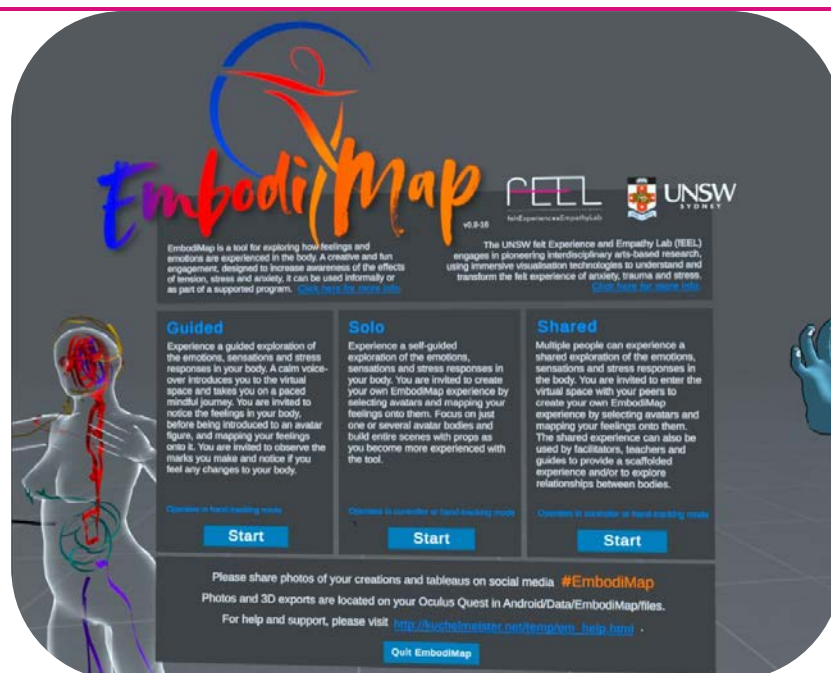 EmbodiMap
fEEL
feltExperience&EmpathyLab
UNSW
SYDNEY
v0.8-16
EmbodiMap is a tool for exploring how feelings and
emotions are experienced in the body. A creative and fun
engagement, designed to increase awareness of the effects
of tension, stress and anxiety, it can be used informally or
as part of a supported program. Click here for more info.
The UNSW felt Experience and Empathy Lab (fEEL)
engages in pioneering interdisciplinary arts-based research,
using immersive visualisation technologies to understand and
transform the felt experience of anxiety, trauma and stress.
Click here for more info.
Guided
Experience a guided exploration of
the emotions, sensations and stress
responses in your body. A calm voice-
over introduces you to the virtual
space and takes you on a paced
mindful journey. You are invited to
notice the feelings in your body,
before being introduced to an avatar
figure, and mapping your feelings
onto it. You are invited to observe the
marks you make and notice if you
feel any changes to your body.
Operates in hand-tracking mode
Start
Solo
Experience a self-guided
exploration of the emotions,
sensations and stress responses in
your body. You are invited to create
your own EmbodiMap experience by
selecting avatars and mapping your
feelings onto them. Focus on just
one or several avatar bodies and
build entire scenes with props as
you become more experienced with
the tool.
Operates in controller or hand-tracking mode
Start
Shared
Multiple people can experience a
shared exploration of the emotions,
sensations and stress responses in
the body. You are invited to enter the
virtual space with your peers to
create your own EmbodiMap
experience by selecting avatars and
mapping your feelings onto them.
The shared experience can also be
used by facilitators, teachers and
guides to provide a scaffolded
experience and/or to explore
relationships between bodies.
Operates in controller or hand-tracking mode
Start
Please share photos of your creations and tableaus on social media #EmbodiMap
Photos and 3D exports are located on your Oculus Quest in Android/Data/EmbodiMap/files.
For help and support, please visit http://kuchelmeister.net/temp/em_help.html .
Quit EmbodiMap